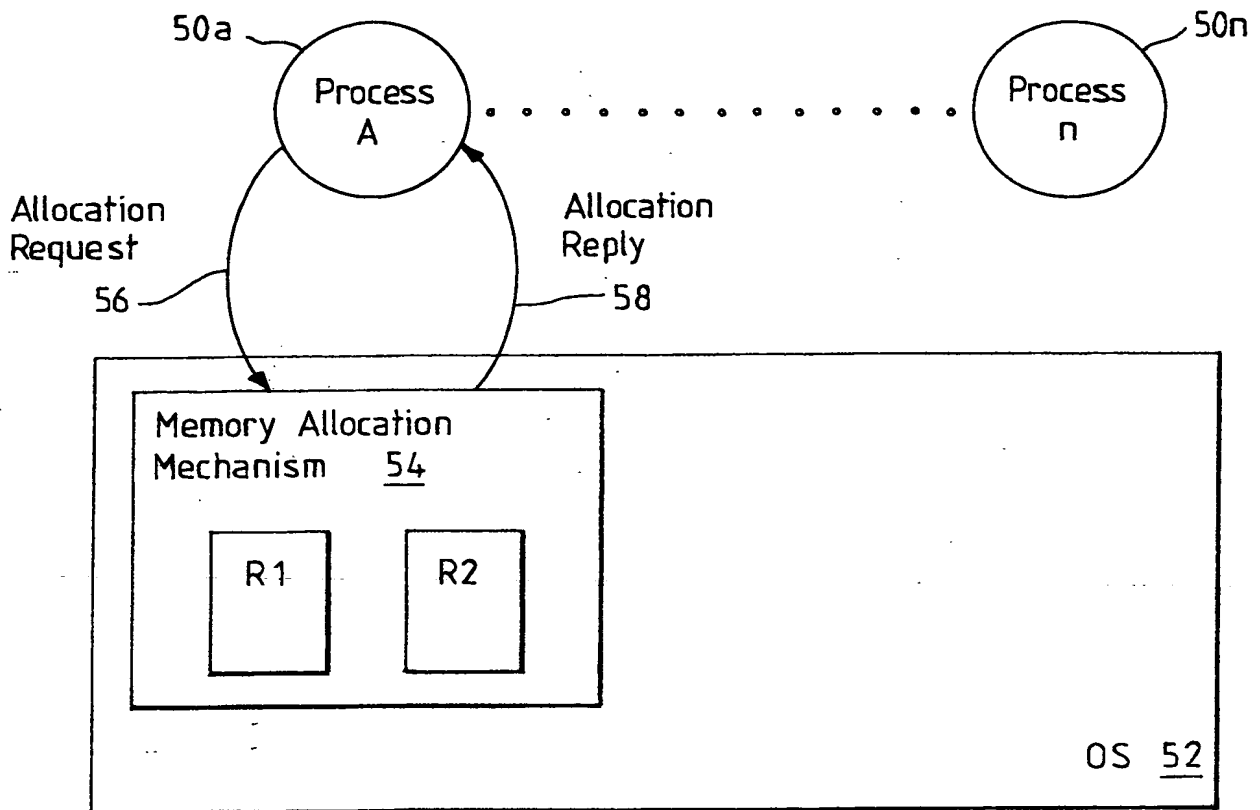 50a
50n
Process
A
Process
n
Allocation
Request
Allocation
Reply
56
58
Memory Allocation
Mechanism 54
R1
R2
OS 52